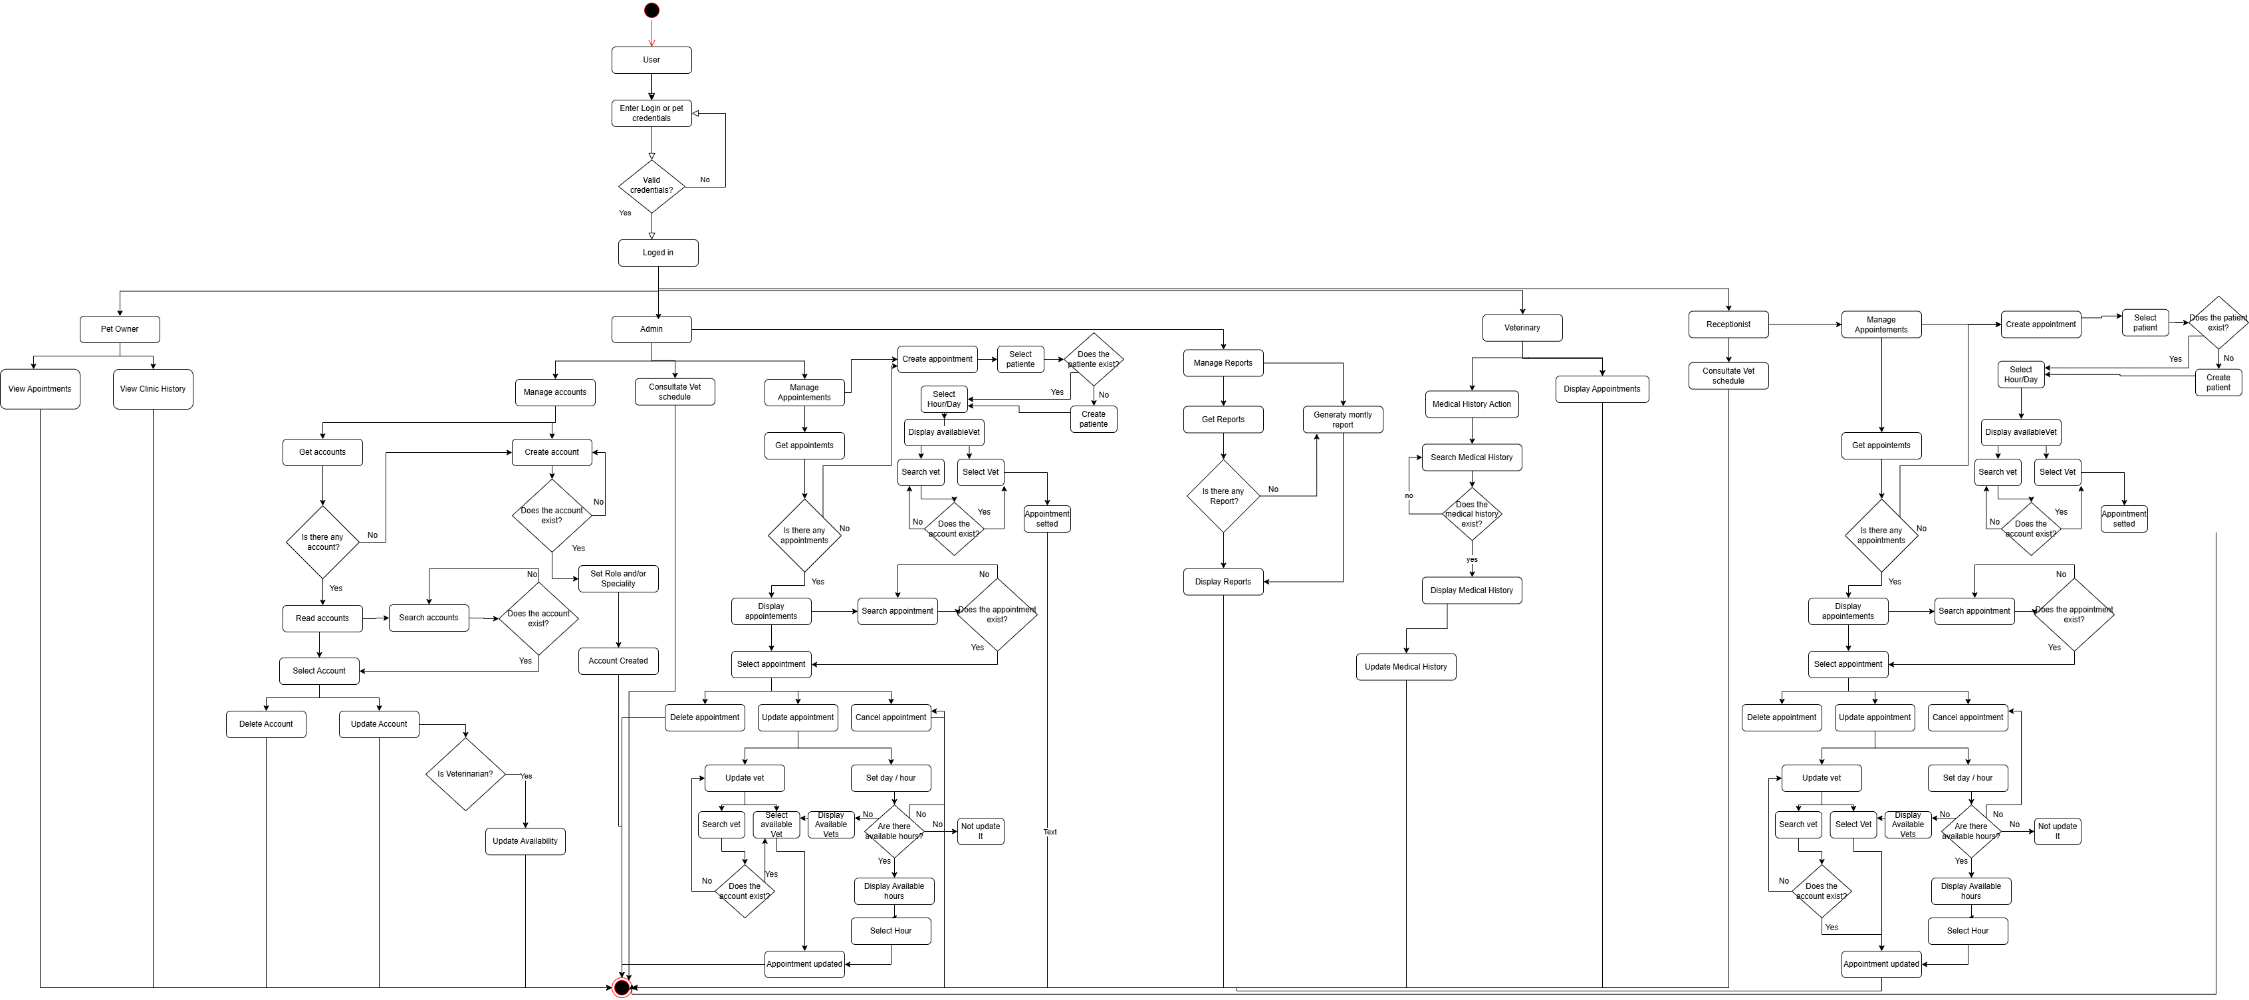 User
Enter Login or pet
credentials
Valid
credentials?
No
Yes
Loged in
Pet Owner
View Apointments
View Clinic History
Admin
Manage accounts
Consultate Vet
schedule
Manage
Appointements
Get accounts
Create account
Is there any
account?
No
Yes
Does the account
exist?
No
Yes
Set Role and/or
Speciality
Account Created
Read accounts
Search accounts
Does the account
exist?
No
Yes
Select Account
Delete Account
Update Account
Is Veterinarian?
Yes
Update Availability
Create appointment
Select
patiente
Does the
patiente exist?
Yes
No
Create
patiente
Select
Hour/Day
Display availableVet
Search vet
Select Vet
Does the
account exist?
No
Yes
Appointment
setted
Text
Get appointemts
Is there any
appointments
No
Yes
Display
appointements
Search appointment
Does the appointment
exist?
No
Yes
Select appointment
Delete appointment
Update appointment
Cancel appointment
Update vet
Set day / hour
Search vet
Select
available
Vet
Display
Available
Vets
No
Are there
available hours?
No
No
Not update
It
Yes
Does the
account exist?
No
Yes
Display Available
hours
Select Hour
Appointment updated
Manage Reports
Get Reports
Generaty montly
report
Is there any
Report?
No
Display Reports
Veterinary
Medical History Action
Display Appointments
Search Medical History
no
Does the
medical history
exist?
yes
Display Medical History
Update Medical History
Receptionist
Consultate Vet
schedule
Manage
Appointements
Create appointment
Select
patient
Does the patient
exist?
Yes
No
Create
patient
Select
Hour/Day
Display availableVet
Search vet
Select Vet
Does the
account exist?
No
Yes
Appointment
setted
Get appointemts
Is there any
appointments
No
Yes
Display
appointements
Search appointment
Does the appointment
exist?
No
Yes
Select appointment
Delete appointment
Update appointment
Cancel appointment
Update vet
Set day / hour
Search vet
Select Vet
Display
Available
Vets
No
Are there
available hours?
No
No
Not update
It
Yes
Does the
account exist?
No
Yes
Display Available
hours
Select Hour
Appointment updated